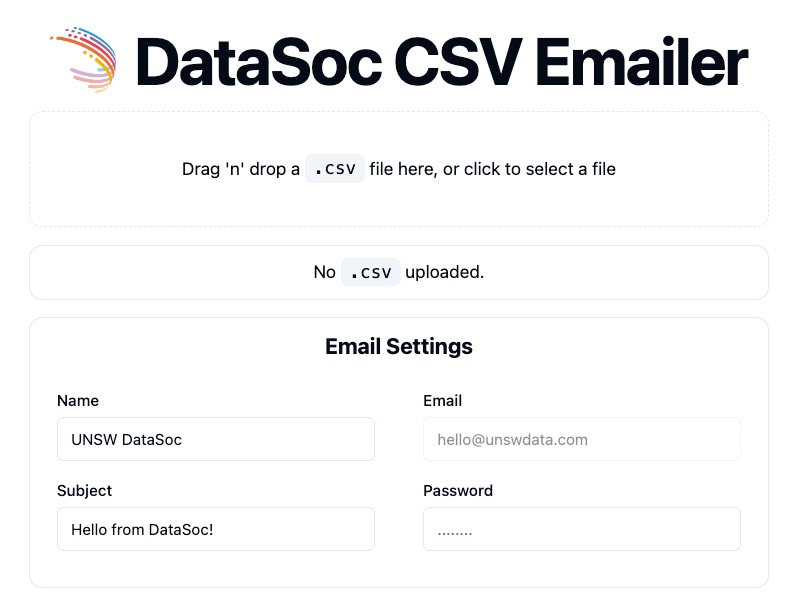 DataSoc CSV Emailer
Drag 'n' drop a .csv file here, or click to select a file
No .csv uploaded.
Email Settings
Name
Email
UNSW DataSoc
hello@unswdata.com
Subject
Password
Hello from DataSoc!
........